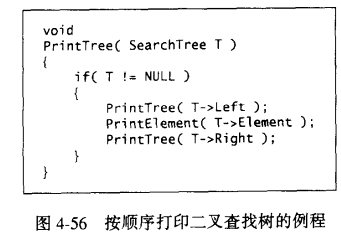 void
PrintTree( SearchTree T )
{
    if( T != NULL )
    {
        PrintTree( T->Left );
        PrintElement( T->Element );
        PrintTree( T->Right );
    }
}
图 4-56 按顺序打印二叉查找树的例程